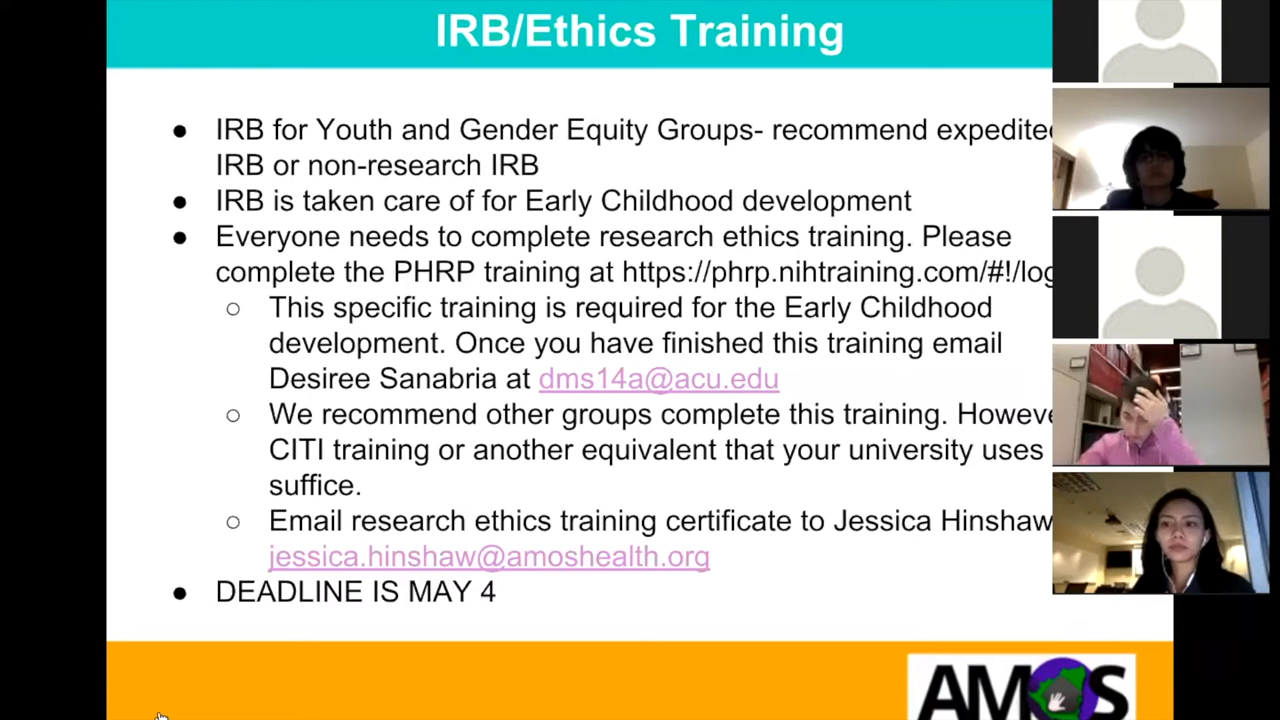 IRB/Ethics Training
● IRB for Youth and Gender Equity Groups- recommend expedited
IRB or non-research IRB
● IRB is taken care of for Early Childhood development
● Everyone needs to complete research ethics training. Please
complete the PHRP training at https://phrp.nihtraining.com/#!/log
○ This specific training is required for the Early Childhood
development. Once you have finished this training email
Desiree Sanabria at dms14a@acu.edu
○ We recommend other groups complete this training. Howeve
CITI training or another equivalent that your university uses
suffice.
○ Email research ethics training certificate to Jessica Hinshaw
jessica.hinshaw@amoshealth.org
● DEADLINE IS MAY 4
AMOS